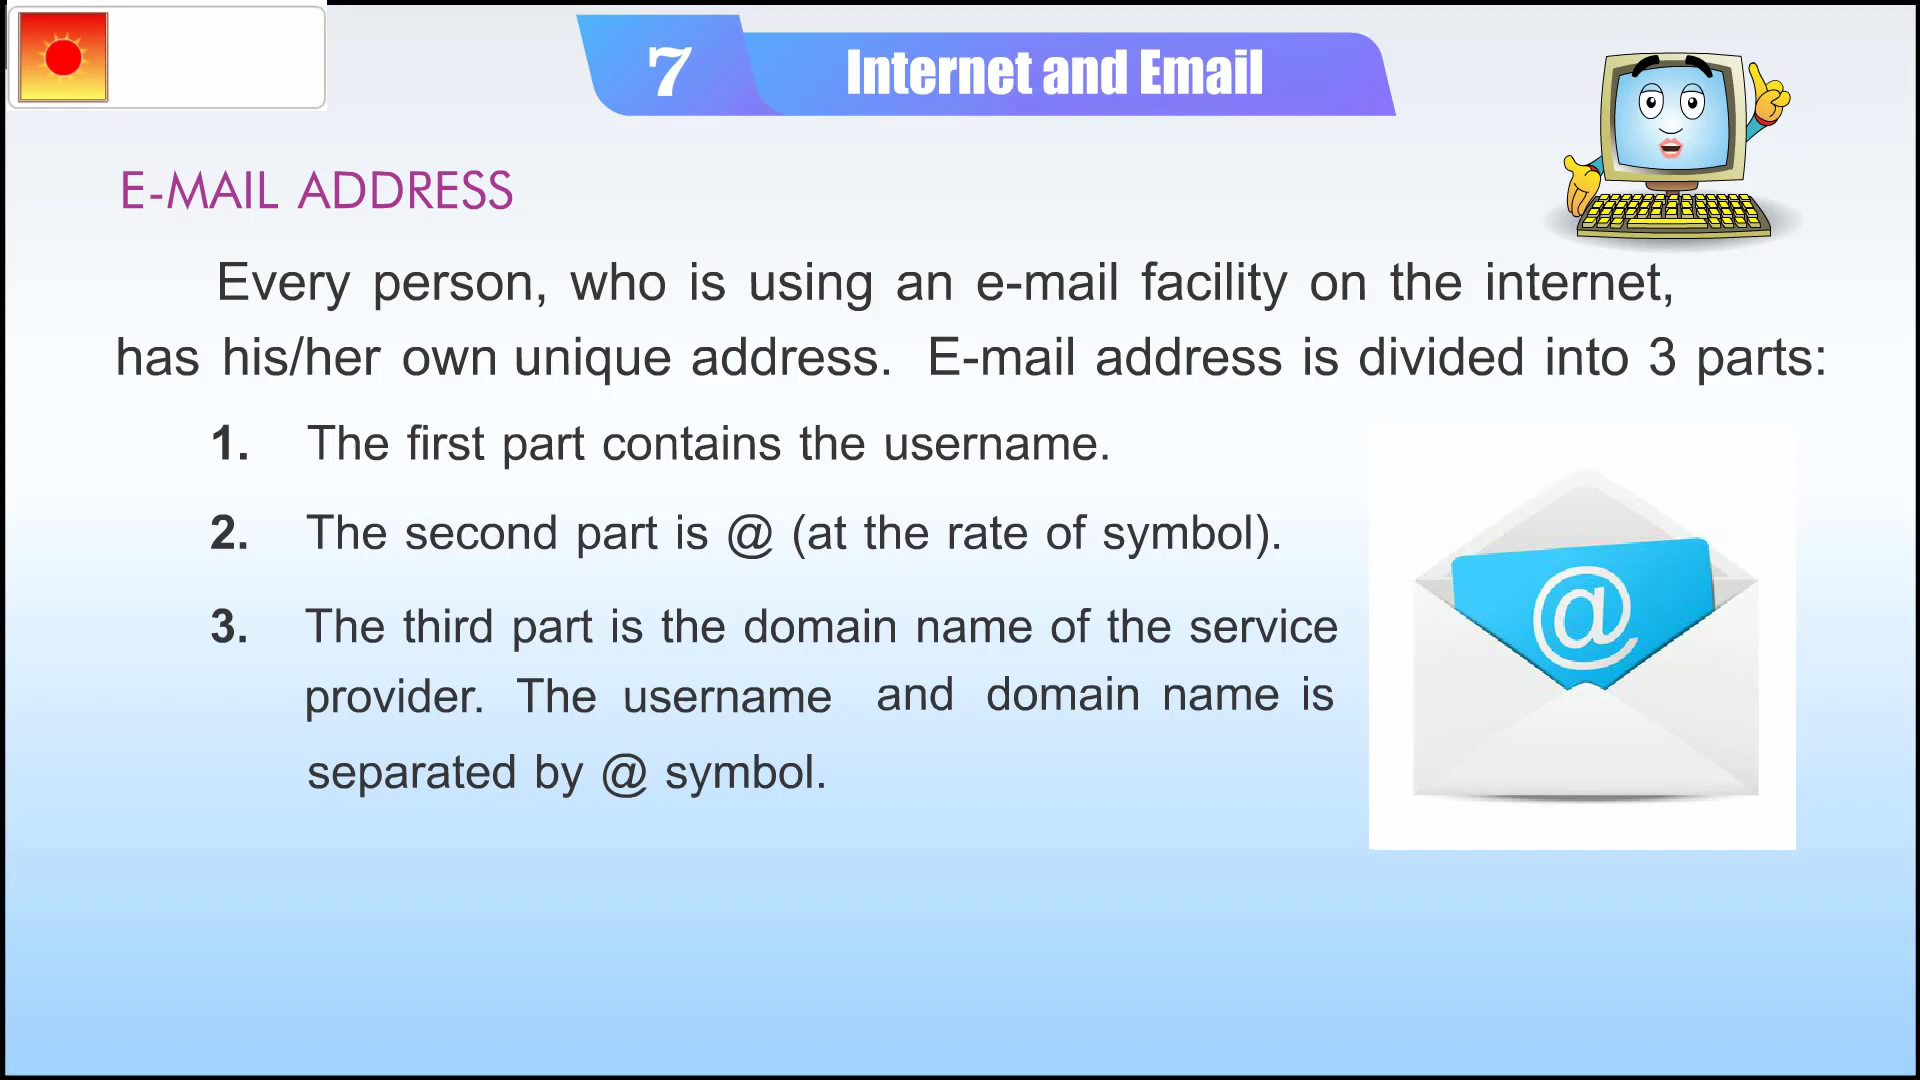 7 Internet and Email
E-MAIL ADDRESS
Every person, who is using an e-mail facility on the internet,
has his/her own unique address. E-mail address is divided into 3 parts:
1. The first part contains the username.
2. The second part is @ (at the rate of symbol).
3. The third part is the domain name of the service
provider. The username and domain name is
separated by @ symbol.
@